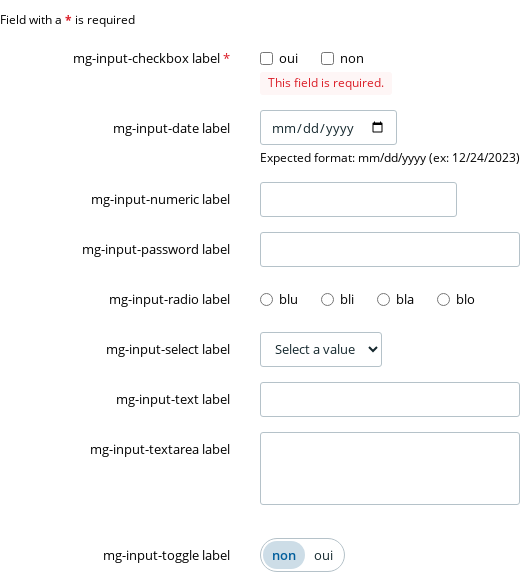 Field with a * is required
mg-input-checkbox label * oui non
This field is required.
mg-input-date label mm/dd/yyyy
Expected format: mm/dd/yyyy (ex: 12/24/2023)
mg-input-numeric label
mg-input-password label
mg-input-radio label blu bli bla blo
mg-input-select label Select a value
mg-input-text label
mg-input-textarea label
mg-input-toggle label non oui